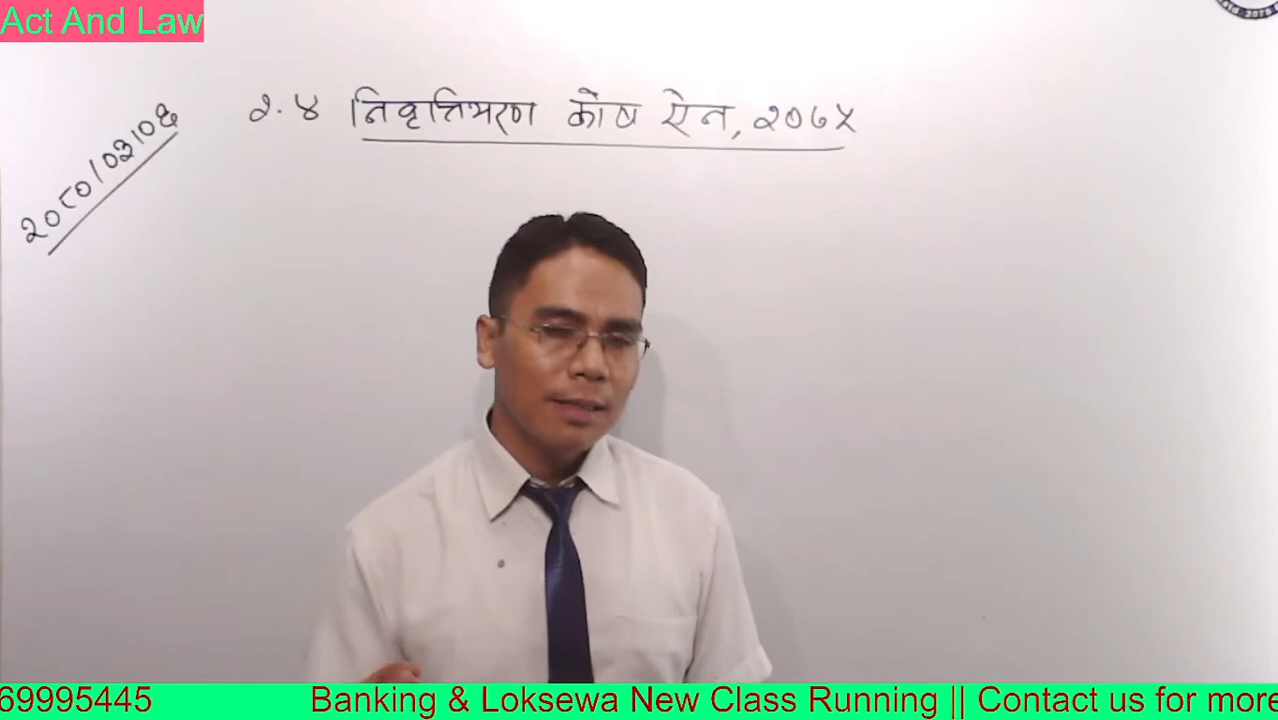 Act And Law
२०८०/०३/०६
२.४ निवृत्तिभरण कोष ऐन, २०७५
69995445 Banking & Loksewa New Class Running || Contact us for more